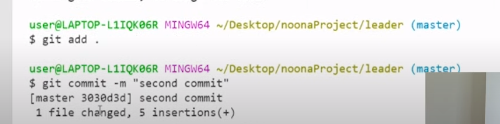 user@LAPTOP-L1IQK06R MINGW64 ~/Desktop/noonaProject/leader (master)
$ git add .
user@LAPTOP-L1IQK06R MINGW64 ~/Desktop/noonaProject/leader (master)
$ git commit -m "second commit"
[master 3030d3d] second commit
1 file changed, 5 insertions(+)